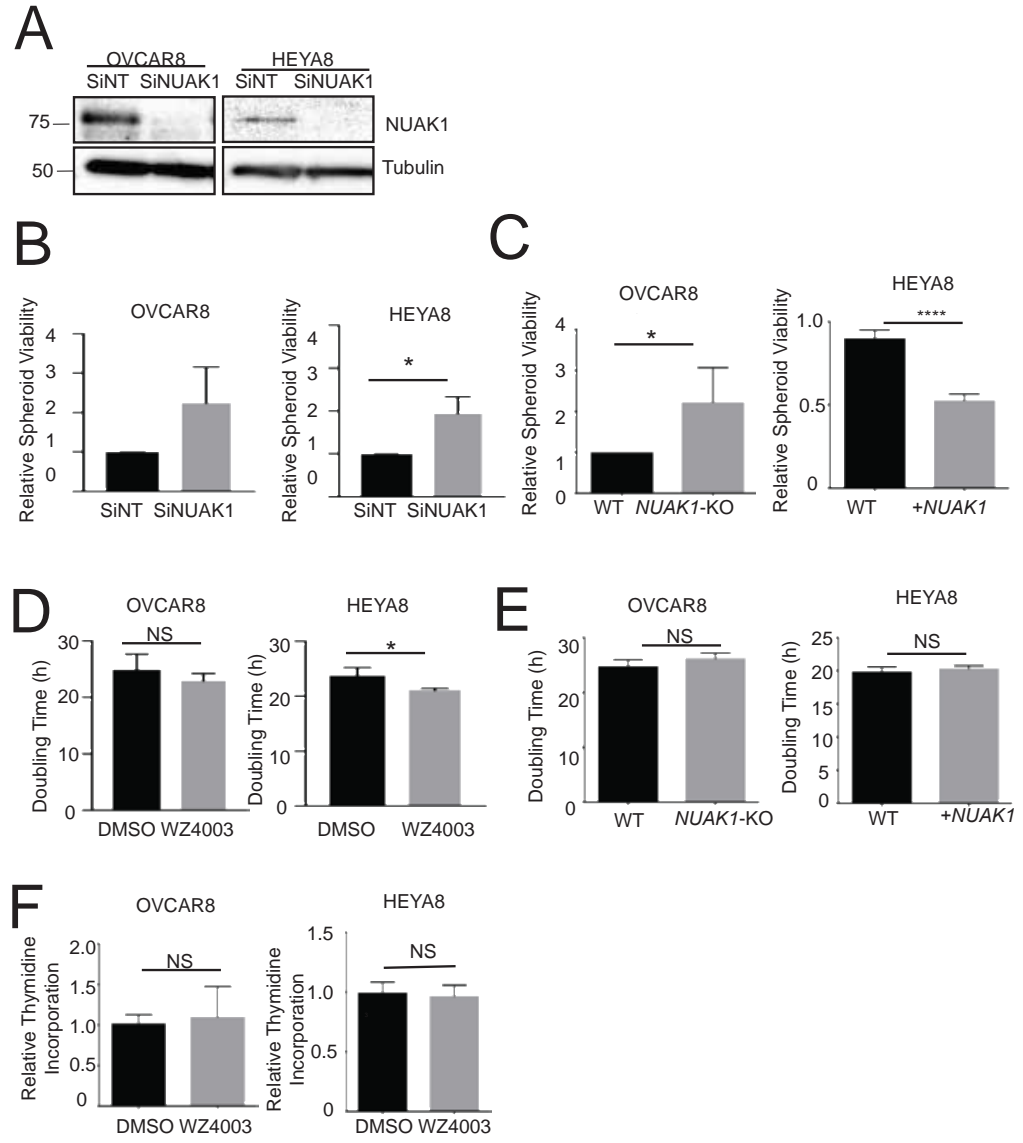 A
OVCAR8 HEYA8
SiNT SiNUAK1 SiNT SiNUAK1
75 NUAK1
50 Tubulin
B
OVCAR8
Relative Spheroid Viability
4
3
2
1
0
SiNT SiNUAK1
HEYA8
Relative Spheroid Viability
4
3
2
1
0
*
SiNT SiNUAK1
C
OVCAR8
Relative Spheroid Viability
4
3
2
1
0
*
WT NUAK1-KO
HEYA8
Relative Spheroid Viability
1.0
0.5
0
****
WT +NUAK1
D
OVCAR8
Doubling Time (h)
30
20
10
0
NS
DMSO WZ4003
HEYA8
Doubling Time (h)
30
20
10
0
*
DMSO WZ4003
E
OVCAR8
Doubling Time (h)
30
20
10
0
NS
WT NUAK1-KO
HEYA8
Doubling Time (h)
25
20
15
10
5
0
NS
WT +NUAK1
F
OVCAR8
Relative Thymidine
Incorporation
2.0
1.5
1.0
0.5
0
NS
DMSO WZ4003
HEYA8
Relative Thymidine
Incorporation
1.5
1.0
0.5
0
NS
DMSO WZ4003